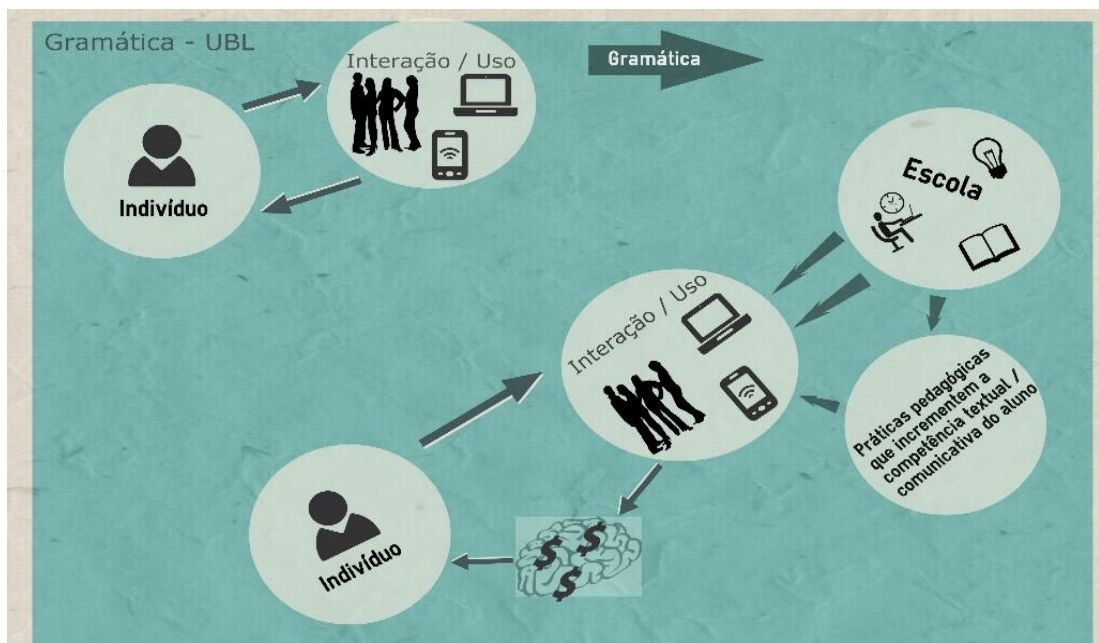 Gramática - UBL
Interação / Uso
Gramática
Indivíduo
Escola
Interação / Uso
Práticas pedagógicas
que incrementem a
competência textual /
comunicativa do aluno
$ $
$
Indivíduo